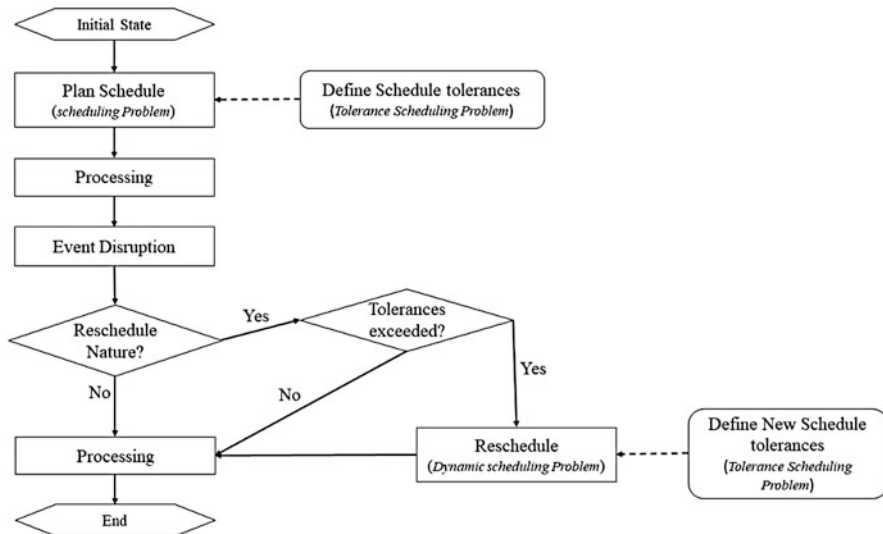 Initial State
Plan Schedule
(scheduling Problem)
Define Schedule tolerances
(Tolerance Scheduling Problem)
Processing
Event Disruption
Reschedule
Nature?
Yes
Tolerances
exceeded?
No
No
Yes
Processing
Reschedule
(Dynamic scheduling Problem)
Define New Schedule
tolerances
(Tolerance Scheduling
Problem)
End